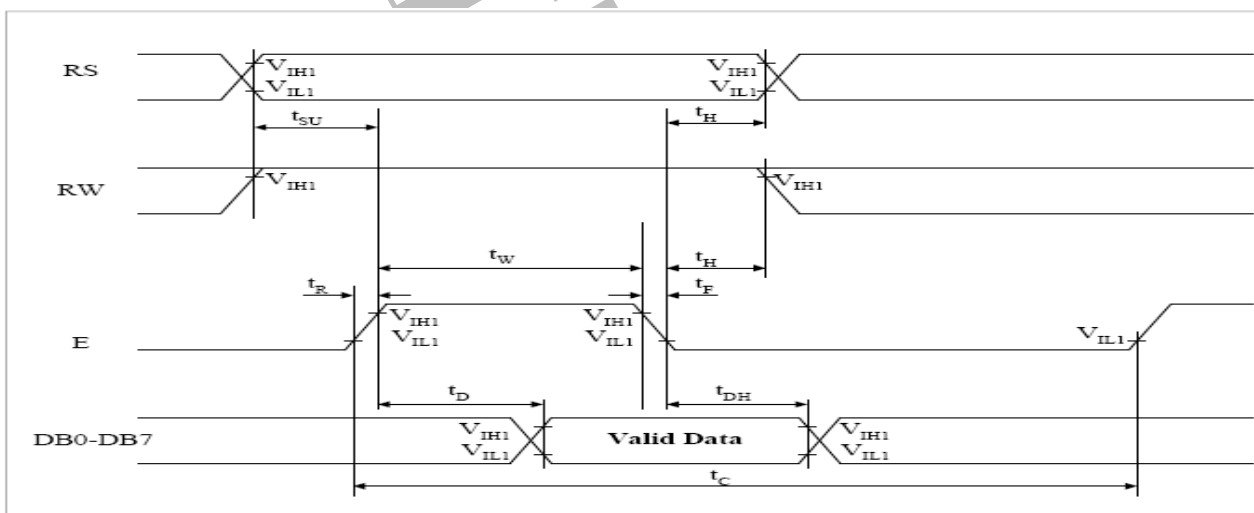 RS
V_IH1
V_IL1
V_IH1
V_IL1
t_SU
t_H
RW
V_IH1
V_IH1
t_W
t_H
t_R
t_F
E
V_IH1
V_IL1
V_IH1
V_IL1
V_IL1
t_D
t_DH
DB0-DB7
V_IH1
V_IL1
Valid Data
V_IH1
V_IL1
t_C